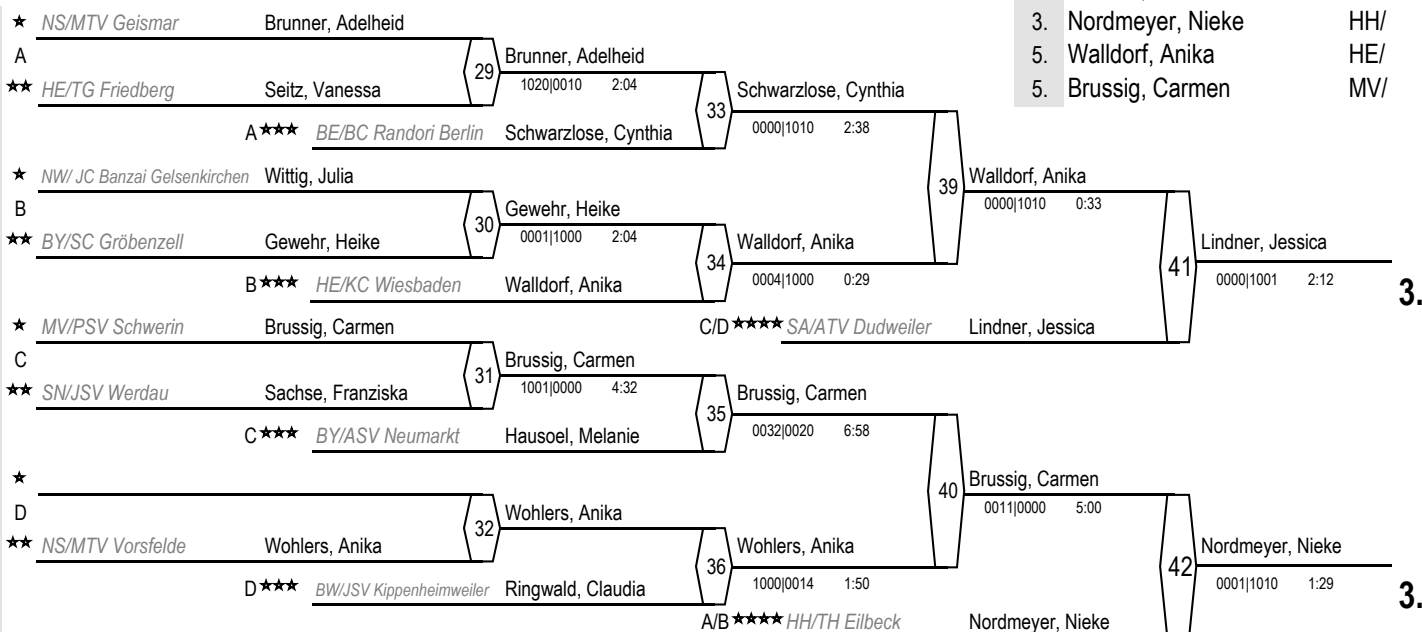 3. Nordmeyer, Nieke HH/
5. Walldorf, Anika HE/
5. Brussig, Carmen MV/
★ NS/MTV Geismar Brunner, Adelheid
A
29 Brunner, Adelheid
1020|0010 2:04
★★ HE/TG Friedberg Seitz, Vanessa
33 Schwarzlose, Cynthia
0000|1010 2:38
A★★★ BE/BC Randori Berlin Schwarzlose, Cynthia
★ NW/ JC Banzai Gelsenkirchen Wittig, Julia
39 Walldorf, Anika
0000|1010 0:33
B
30 Gewehr, Heike
0001|1000 2:04
★★ BY/SC Gröbenzell Gewehr, Heike
34 Walldorf, Anika
0004|1000 0:29
41 Lindner, Jessica
0000|1001 2:12
3.
B★★★ HE/KC Wiesbaden Walldorf, Anika
★ MV/PSV Schwerin Brussig, Carmen
C/D★★★★ SA/ATV Dudweiler Lindner, Jessica
C
31 Brussig, Carmen
1001|0000 4:32
★★ SN/JSV Werdau Sachse, Franziska
35 Brussig, Carmen
0032|0020 6:58
C★★★ BY/ASV Neumarkt Hausoel, Melanie
★
40 Brussig, Carmen
0011|0000 5:00
D
32 Wohlers, Anika
★★ NS/MTV Vorsfelde Wohlers, Anika
36 Wohlers, Anika
1000|0014 1:50
42 Nordmeyer, Nieke
0001|1010 1:29
3.
D★★★ BW/JSV Kippenheimweiler Ringwald, Claudia
A/B★★★★ HH/TH Eilbeck Nordmeyer, Nieke